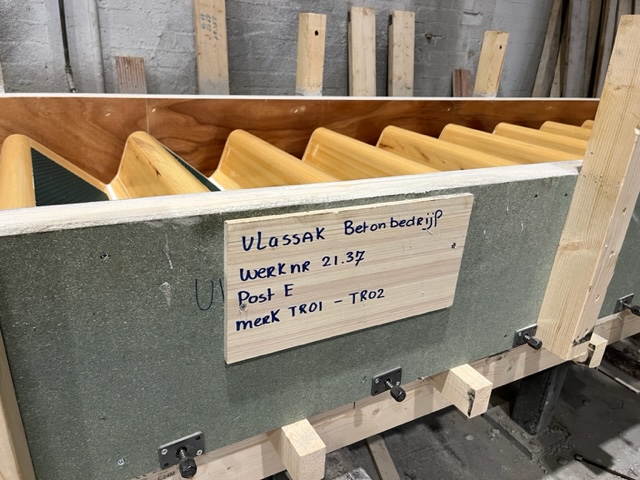 Vlassak Betonbedrijf
Werknr 21.37
Post E
merk TR01 - TR02